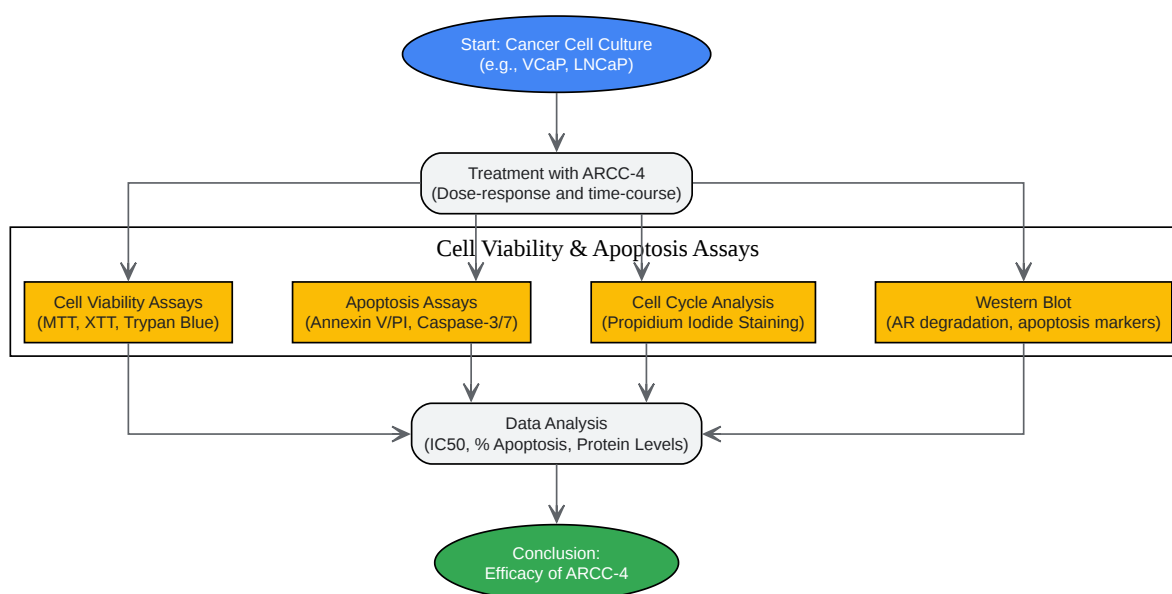 Start: Cancer Cell Culture
(e.g., VCaP, LNCaP)
Treatment with ARCC-4
(Dose-response and time-course)
Cell Viability & Apoptosis Assays
Cell Viability Assays
(MTT, XTT, Trypan Blue)
Apoptosis Assays
(Annexin V/PI, Caspase-3/7)
Cell Cycle Analysis
(Propidium Iodide Staining)
Western Blot
(AR degradation, apoptosis markers)
Data Analysis
(IC50, % Apoptosis, Protein Levels)
Conclusion:
Efficacy of ARCC-4